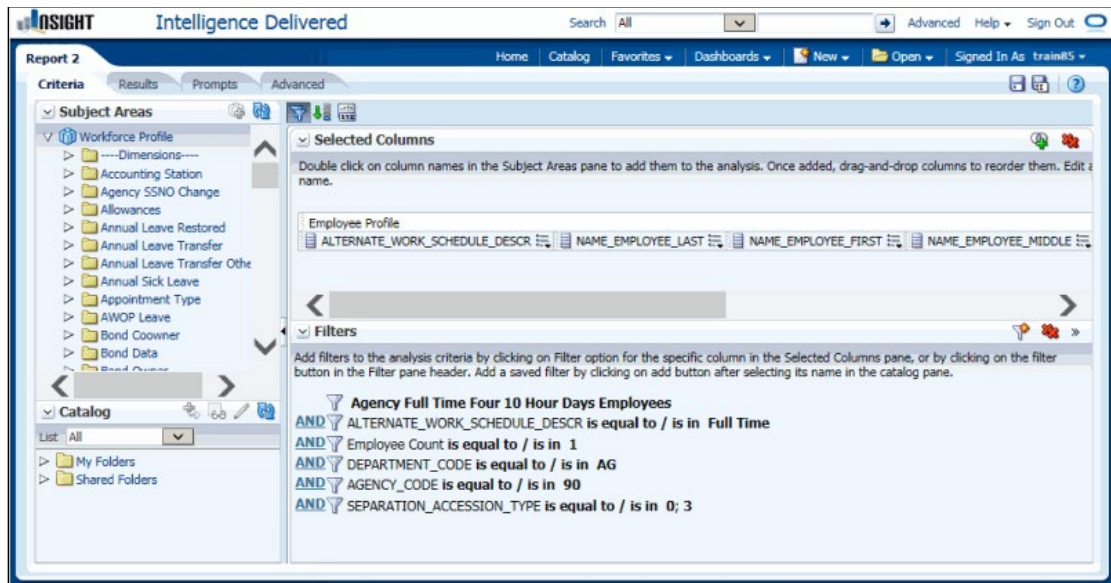 INSIGHT Intelligence Delivered Search All Advanced Help Sign Out
Report 2 Home Catalog Favorites Dashboards New Open Signed In As train85
Criteria Results Prompts Advanced
Subject Areas
Workforce Profile
----Dimensions----
Accounting Station
Agency SSNO Change
Allowances
Annual Leave Restored
Annual Leave Transfer
Annual Leave Transfer Othe
Annual Sick Leave
Appointment Type
AWOP Leave
Bond Coowner
Bond Data
Bond Owner
Catalog
List All
My Folders
Shared Folders
Selected Columns
Double click on column names in the Subject Areas pane to add them to the analysis. Once added, drag-and-drop columns to reorder them. Edit a
name.
Employee Profile
ALTERNATE_WORK_SCHEDULE_DESCR NAME_EMPLOYEE_LAST NAME_EMPLOYEE_FIRST NAME_EMPLOYEE_MIDDLE
Filters
Add filters to the analysis criteria by clicking on Filter option for the specific column in the Selected Columns pane, or by clicking on the filter
button in the Filter pane header. Add a saved filter by clicking on add button after selecting its name in the catalog pane.
Agency Full Time Four 10 Hour Days Employees
AND ALTERNATE_WORK_SCHEDULE_DESCR is equal to / is in Full Time
AND Employee Count is equal to / is in 1
AND DEPARTMENT_CODE is equal to / is in AG
AND AGENCY_CODE is equal to / is in 90
AND SEPARATION_ACCESSION_TYPE is equal to / is in 0; 3